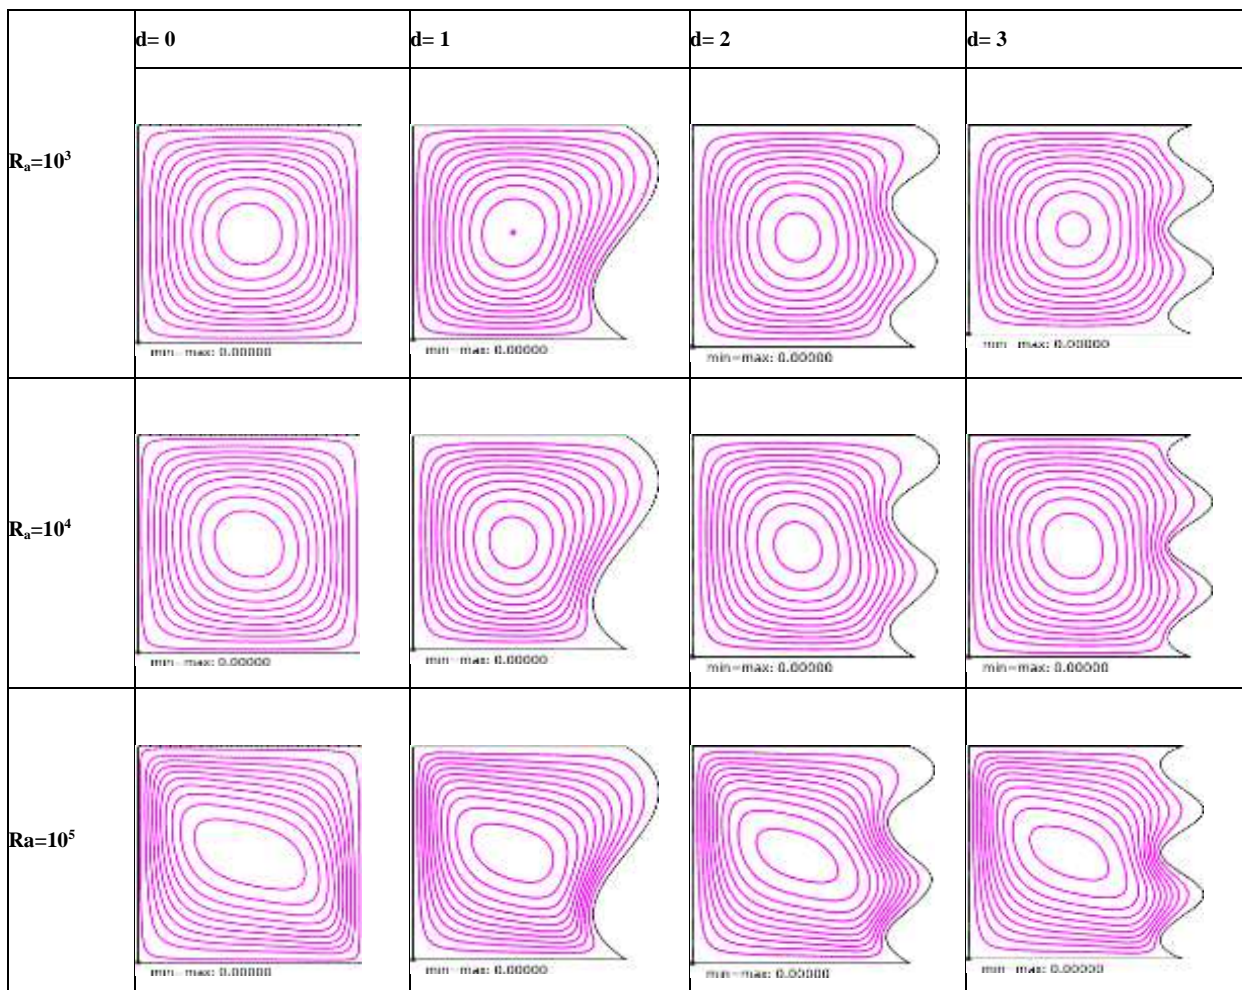 d= 0 d= 1 d= 2 d= 3
Rₐ=10³
min−max: 0.00000 min−max: 0.00000 min−max: 0.00000 min max: 0.00000
Rₐ=10⁴
min−max: 0.00000 min−max: 0.00000 min−max: 0.00000 min−max: 0.00000
Ra=10⁵
min−max: 0.00000 min−max: 0.00000 min−max: 0.00000 min−max: 0.00000